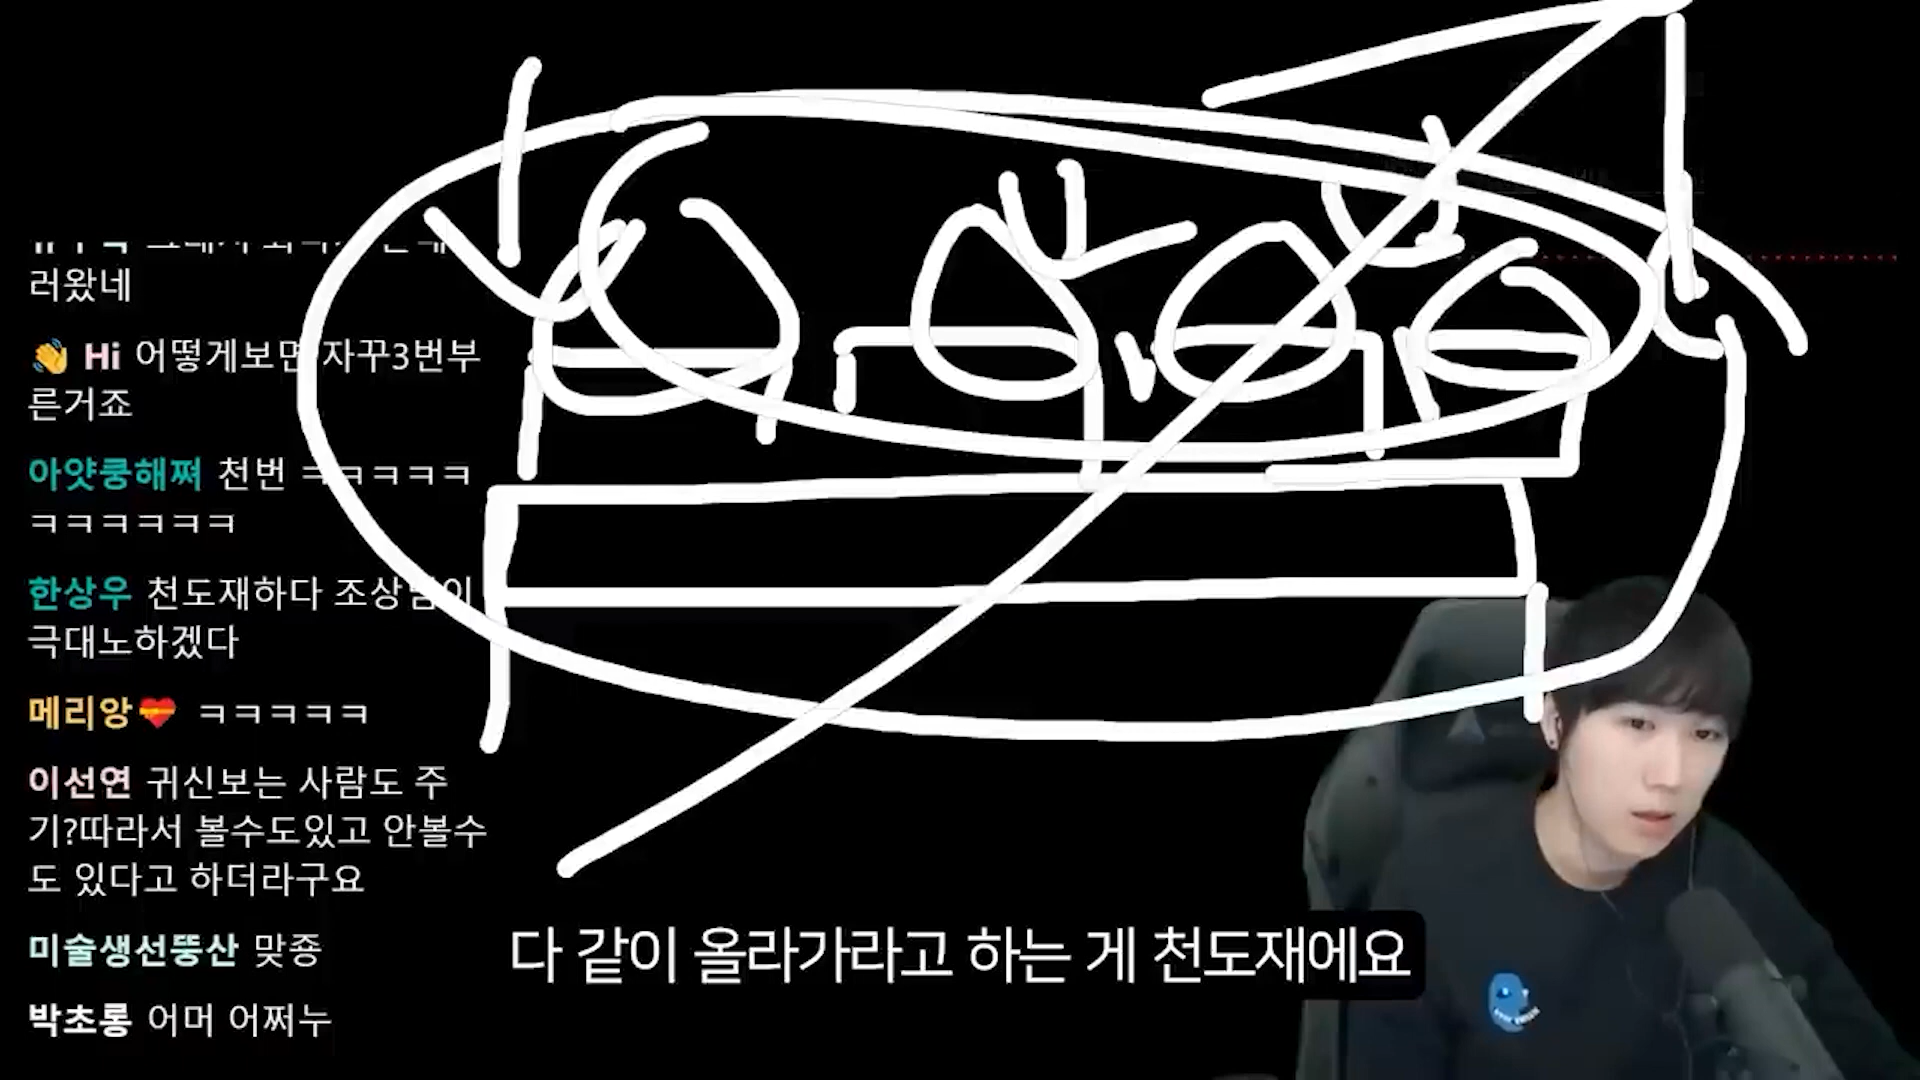 러왔네
👋 Hi 어떻게보면 자꾸3번부
른거죠
아얏쿵해쪄 천번 ㅋㅋㅋㅋㅋ
ㅋㅋㅋㅋㅋㅋ
한상우 천도재하다 조상님이
극대노하겠다
메리앙💝 ㅋㅋㅋㅋㅋ
이선연 귀신보는 사람도 주
기?따라서 볼수도있고 안볼수
도 있다고 하더라구요
미술생선뚱산 맞죵
박초롱 어머 어쩌누
다 같이 올라가라고 하는 게 천도재에요